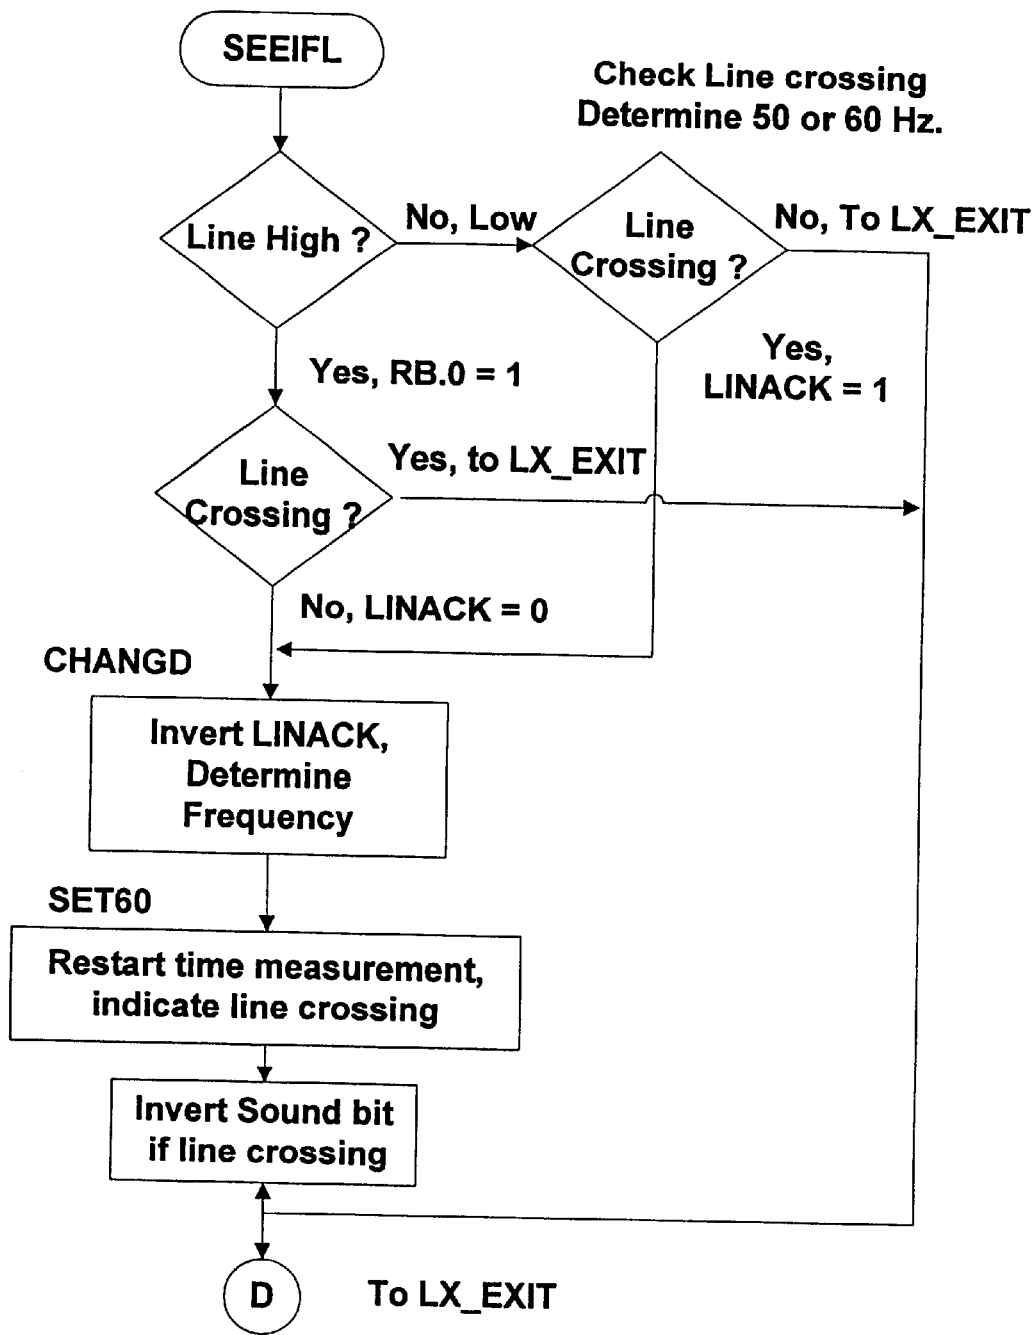 SEEIFL
Check Line crossing
Determine 50 or 60 Hz.
Line High ?
No, Low
Line
Crossing ?
No, To LX_EXIT
Yes, RB.0 = 1
Yes,
LINACK = 1
Line
Crossing ?
Yes, to LX_EXIT
No, LINACK = 0
CHANGD
Invert LINACK,
Determine
Frequency
SET60
Restart time measurement,
indicate line crossing
Invert Sound bit
if line crossing
D
To LX_EXIT